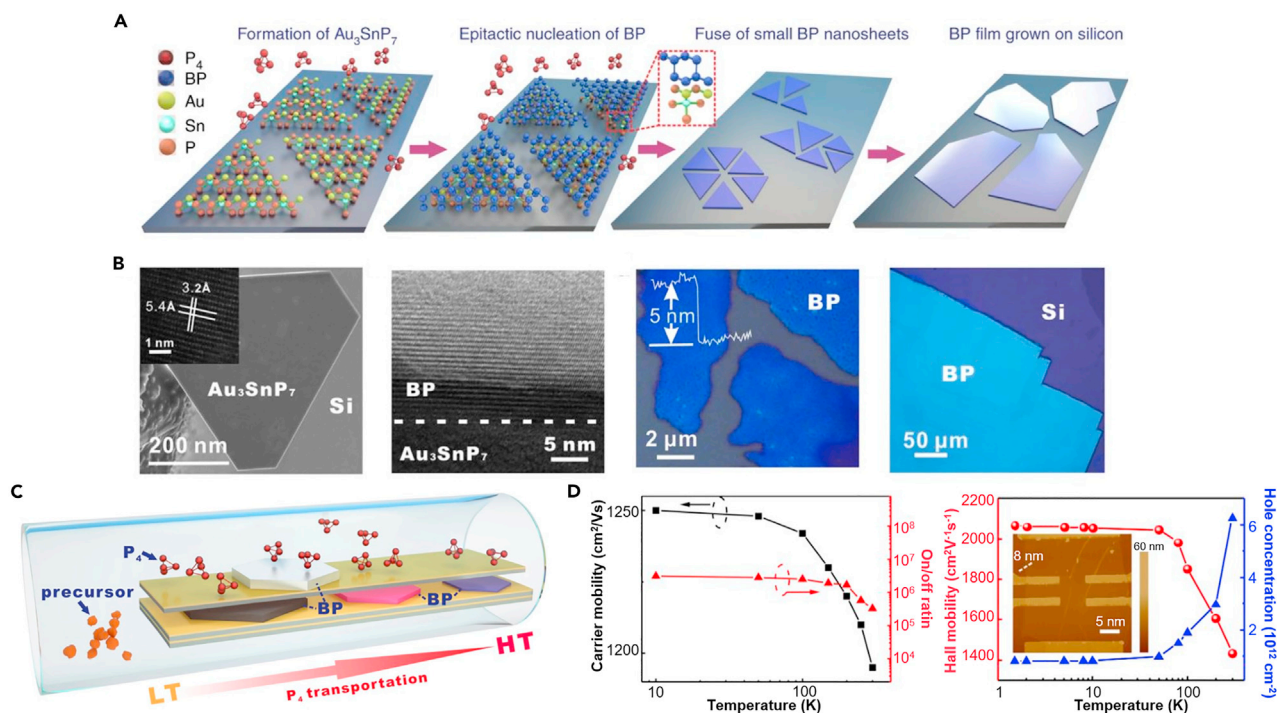 A
Formation of Au₃SnP₇
Epitactic nucleation of BP
Fuse of small BP nanosheets
BP film grown on silicon
P₄
BP
Au
Sn
P
B
3.2Å
5.4Å
1 nm
Au₃SnP₇
Si
200 nm
BP
Au₃SnP₇
5 nm
5 nm
BP
2 μm
Si
BP
50 μm
C
P₄
precursor
BP
BP
LT
P₄ transportation
HT
D
Carrier mobility (cm²/Vs)
1250
1200
10
100
Temperature (K)
10⁸
10⁷
10⁶
10⁵
10⁴
On/off ratin
Hall mobility (cm²V⁻¹s⁻¹)
2200
2000
1800
1600
1400
8 nm
60 nm
5 nm
1
10
100
Temperature (K)
6
4
2
Hole concentration (10¹² cm⁻²)